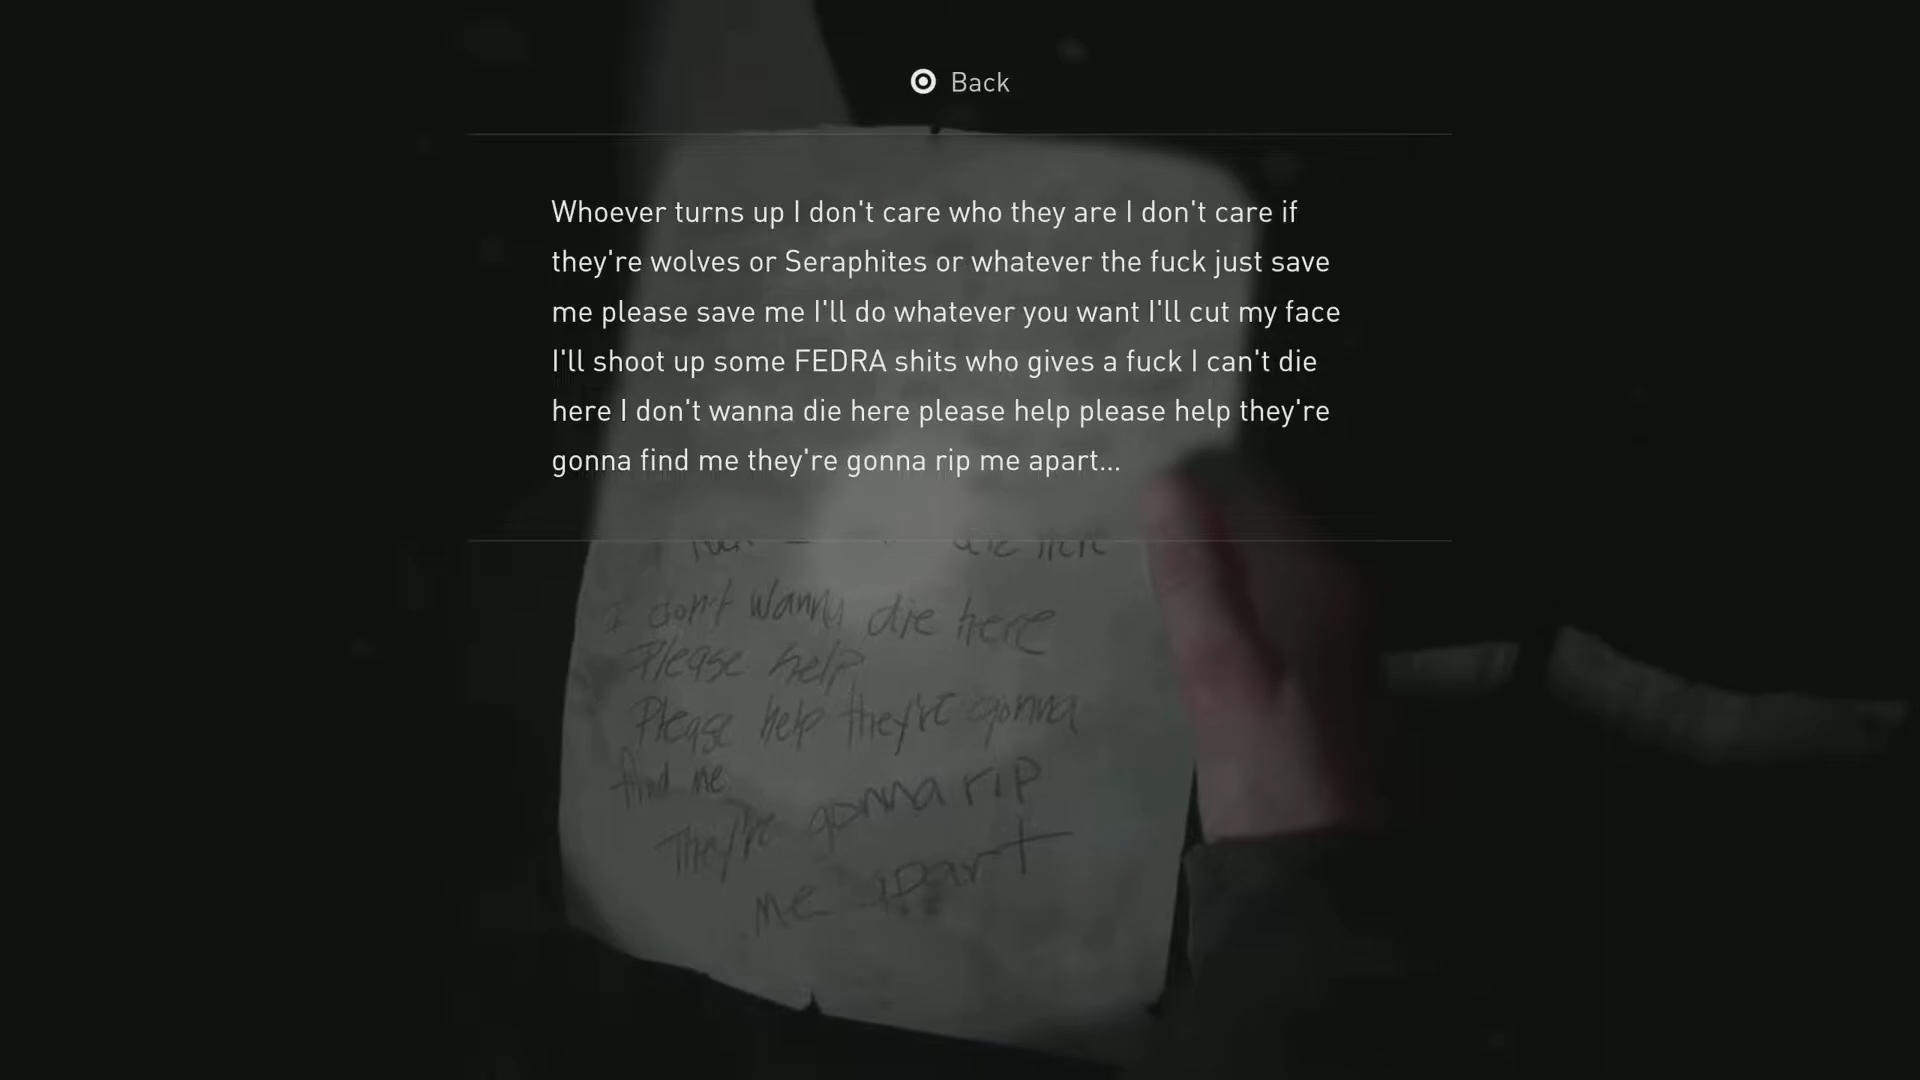 Back
Whoever turns up I don't care who they are I don't care if
they're wolves or Seraphites or whatever the fuck just save
me please save me I'll do whatever you want I'll cut my face
I'll shoot up some FEDRA shits who gives a fuck I can't die
here I don't wanna die here please help please help they're
gonna find me they're gonna rip me apart...
die here
I don't wanna die here
Please help
Please help they're gonna
find me
They're gonna rip
me apart